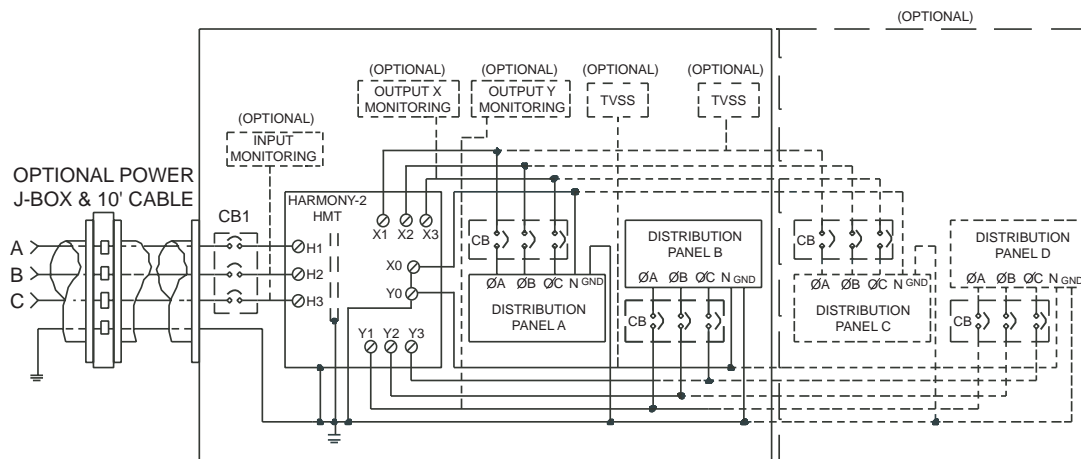 (OPTIONAL)
(OPTIONAL)
(OPTIONAL)
(OPTIONAL)
(OPTIONAL)
OUTPUT X
MONITORING
OUTPUT Y
MONITORING
TVSS
TVSS
(OPTIONAL)
INPUT
MONITORING
OPTIONAL POWER
J-BOX & 10' CABLE
CB1
HARMONY-2
HMT
X1 X2 X3
A
B
C
H1
H2
H3
X0
Y0
Y1 Y2 Y3
CB
ØA ØB ØC N GND
DISTRIBUTION
PANEL A
DISTRIBUTION
PANEL B
ØA ØB ØC N GND
CB
CB
ØA ØB ØC N GND
DISTRIBUTION
PANEL C
DISTRIBUTION
PANEL D
ØA ØB ØC N GND
CB